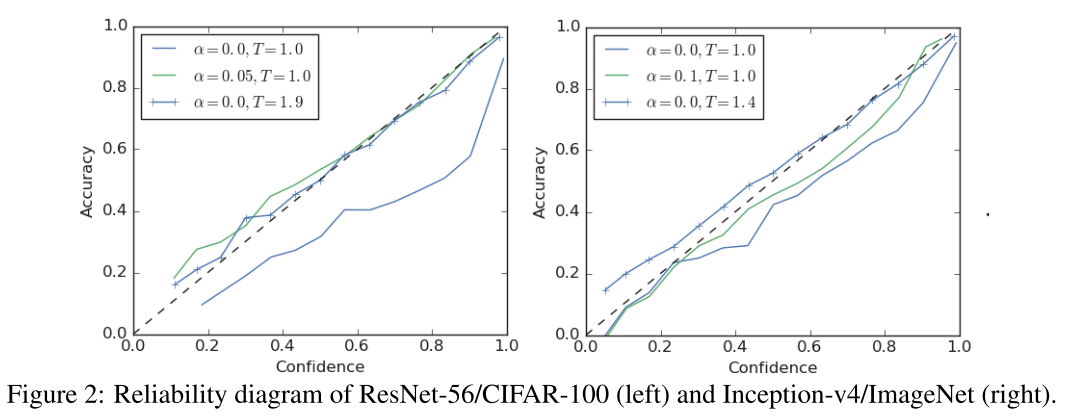 1.0
0.8
0.6
0.4
0.2
0.0
0.0 0.2 0.4 0.6 0.8 1.0
Accuracy
Confidence
α=0.0, T=1.0
α=0.05, T=1.0
α=0.0, T=1.9
1.0
0.8
0.6
0.4
0.2
0.0
0.0 0.2 0.4 0.6 0.8 1.0
Accuracy
Confidence
α=0.0, T=1.0
α=0.1, T=1.0
α=0.0, T=1.4
Figure 2: Reliability diagram of ResNet-56/CIFAR-100 (left) and Inception-v4/ImageNet (right).